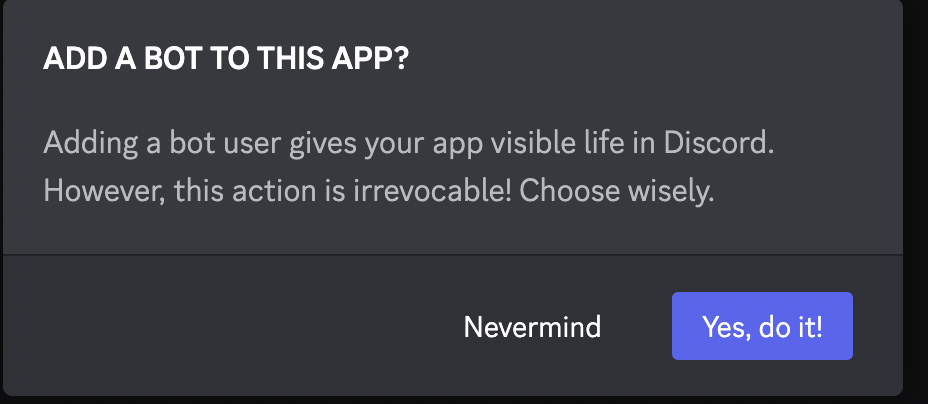 ADD A BOT TO THIS APP?
Adding a bot user gives your app visible life in Discord.
However, this action is irrevocable! Choose wisely.
Nevermind
Yes, do it!